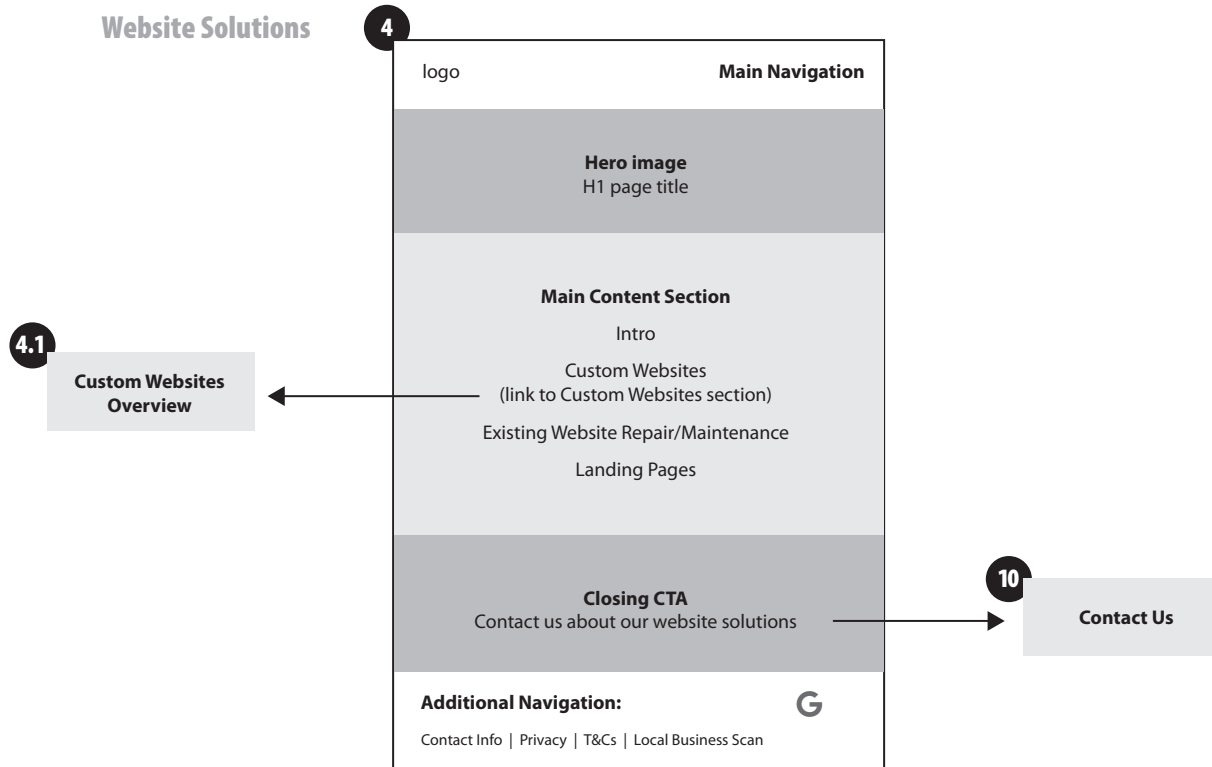 Website Solutions
4
logo
Main Navigation
Hero image
H1 page title
Main Content Section
Intro
Custom Websites
(link to Custom Websites section)
Existing Website Repair/Maintenance
Landing Pages
4.1
Custom Websites
Overview
Closing CTA
Contact us about our website solutions
10
Contact Us
Additional Navigation:
G
Contact Info | Privacy | T&Cs | Local Business Scan